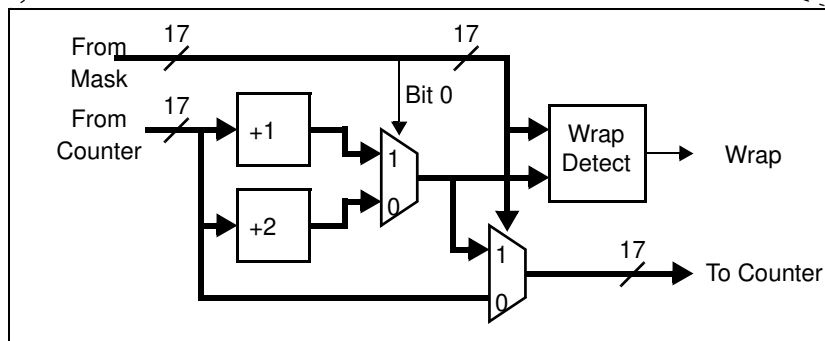 17
17
From
Mask
Bit 0
From
Counter
17
+1
1
0
+2
Wrap
Detect
Wrap
1
0
17
To Counter